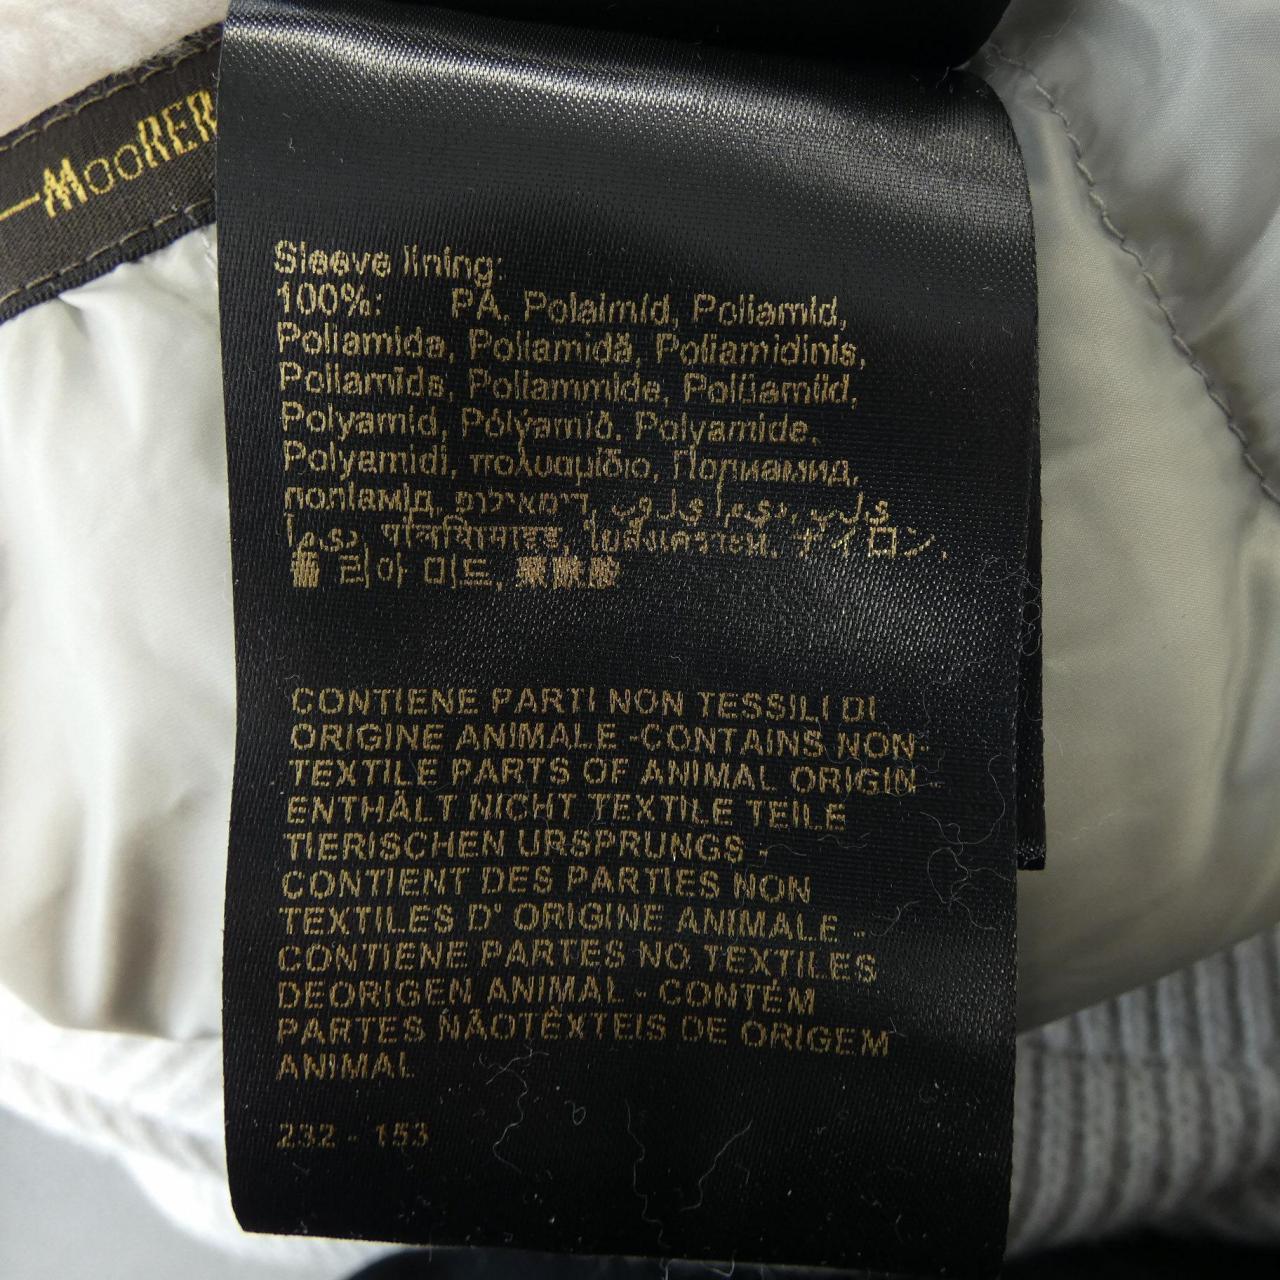 MooRER
Sleeve lining:
100%: PA. Polaimid, Poliamid,
Poliamida, Poliamidă, Poliamidinis,
Poliamīds, Poliammide, Polüamiid,
Polyamid, Pólýamíð, Polyamide,
Polyamidi, πολυαμίδιο, Полиамид,
поліамід,
ナイロン,
리아 미드,
CONTIENE PARTI NON TESSILI DI
ORIGINE ANIMALE -CONTAINS NON-
TEXTILE PARTS OF ANIMAL ORIGIN -
ENTHÄLT NICHT TEXTILE TEILE
TIERISCHEN URSPRUNGS -
CONTIENT DES PARTIES NON
TEXTILES D' ORIGINE ANIMALE -
CONTIENE PARTES NO TEXTILES
DEORIGEN ANIMAL - CONTÉM
PARTES NÃOTÊXTEIS DE ORIGEM
ANIMAL
232 - 153